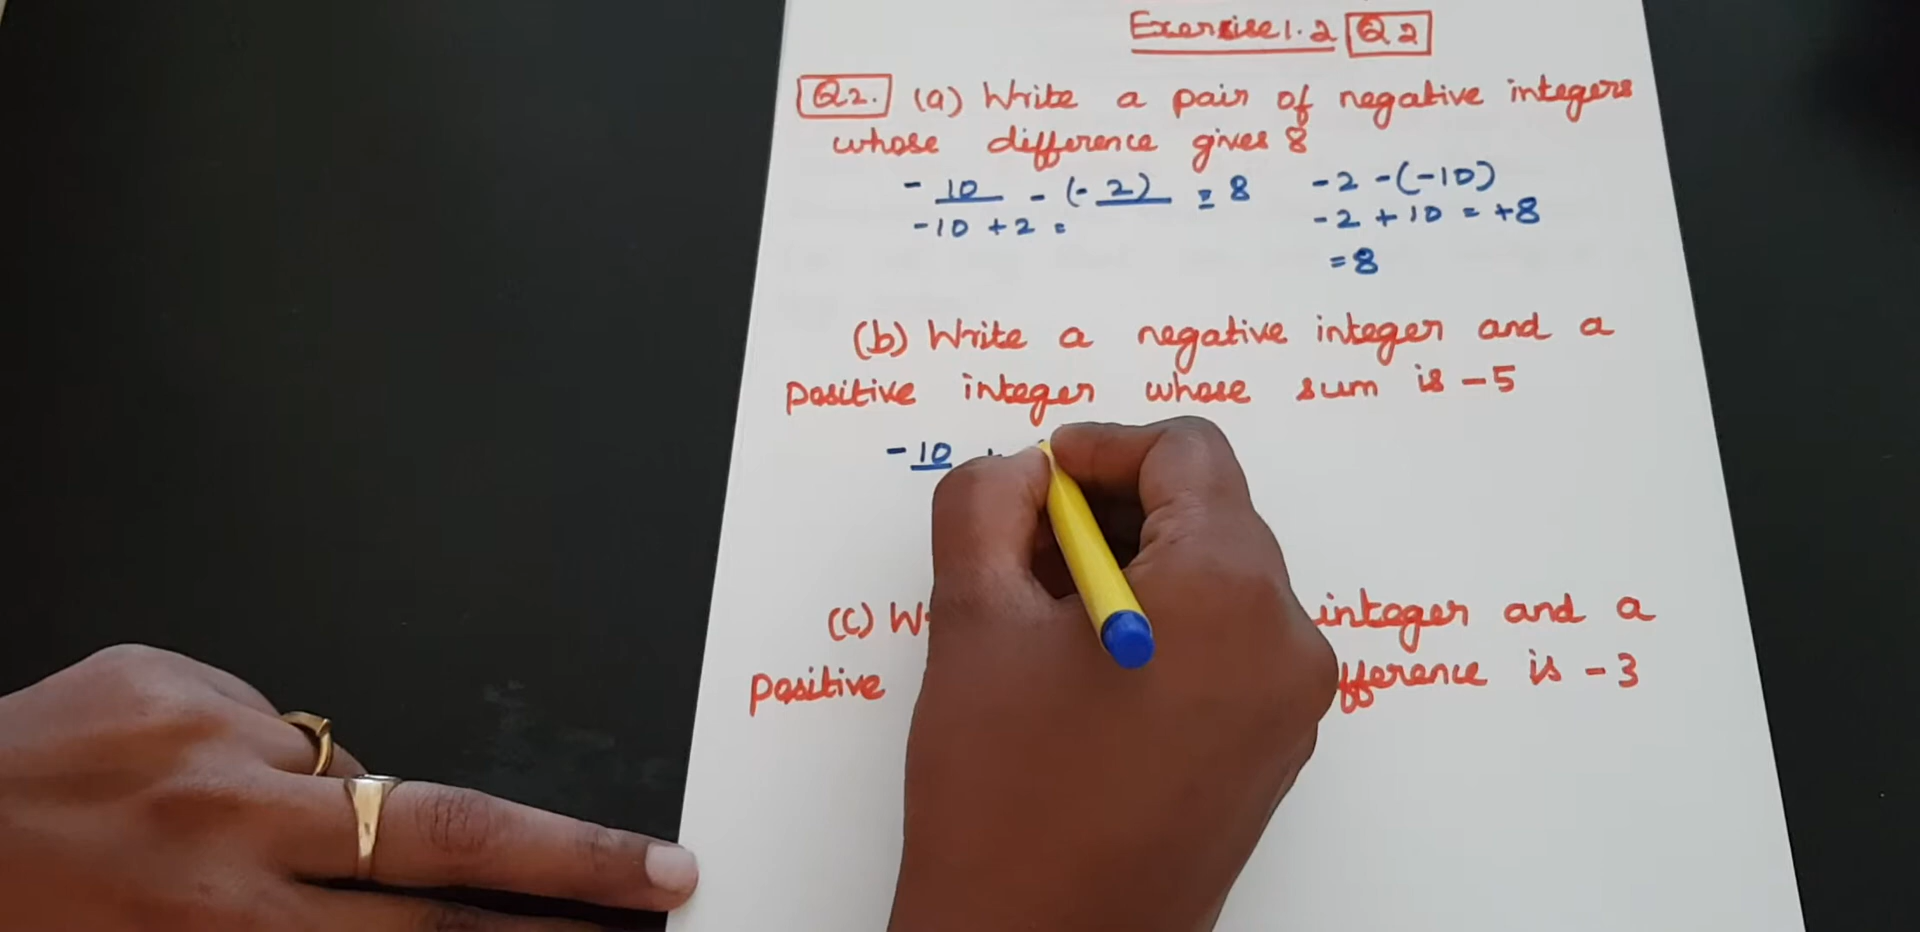 Exercise 1.2 Q2
Q2. (a) Write a pair of negative integers
whose difference gives 8
- 10 - (- 2) = 8
-10 + 2 =
-2 -(-10)
-2 + 10 = +8
= 8
(b) Write a negative integer and a
positive integer whose sum is -5
-10 +
(c) integer and a
positive is -3